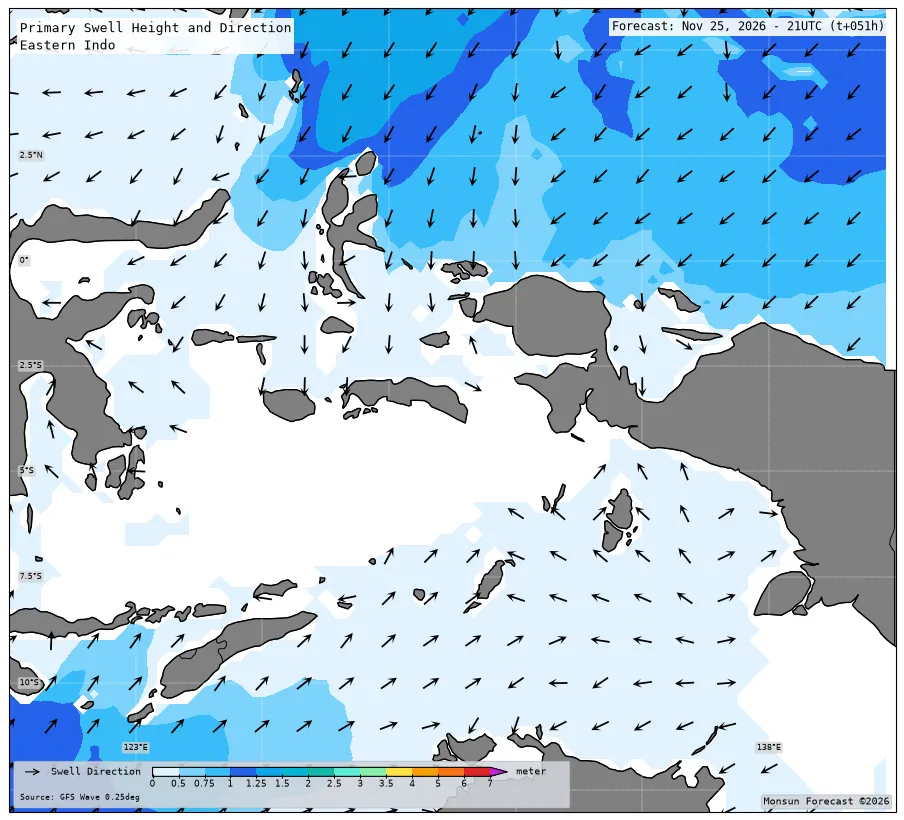 Primary Swell Height and Direction
Eastern Indo
Forecast: Nov 25, 2026 - 21UTC (t+051h)
2.5°N
0°
2.5°S
5°S
7.5°S
10°S
123°E
138°E
Swell Direction
0 0.5 0.75 1 1.25 1.5 1.75 2 2.5 3 3.5 4 5 6 7
meter
Source: GFS Wave 0.25deg
Monsun Forecast ©2026